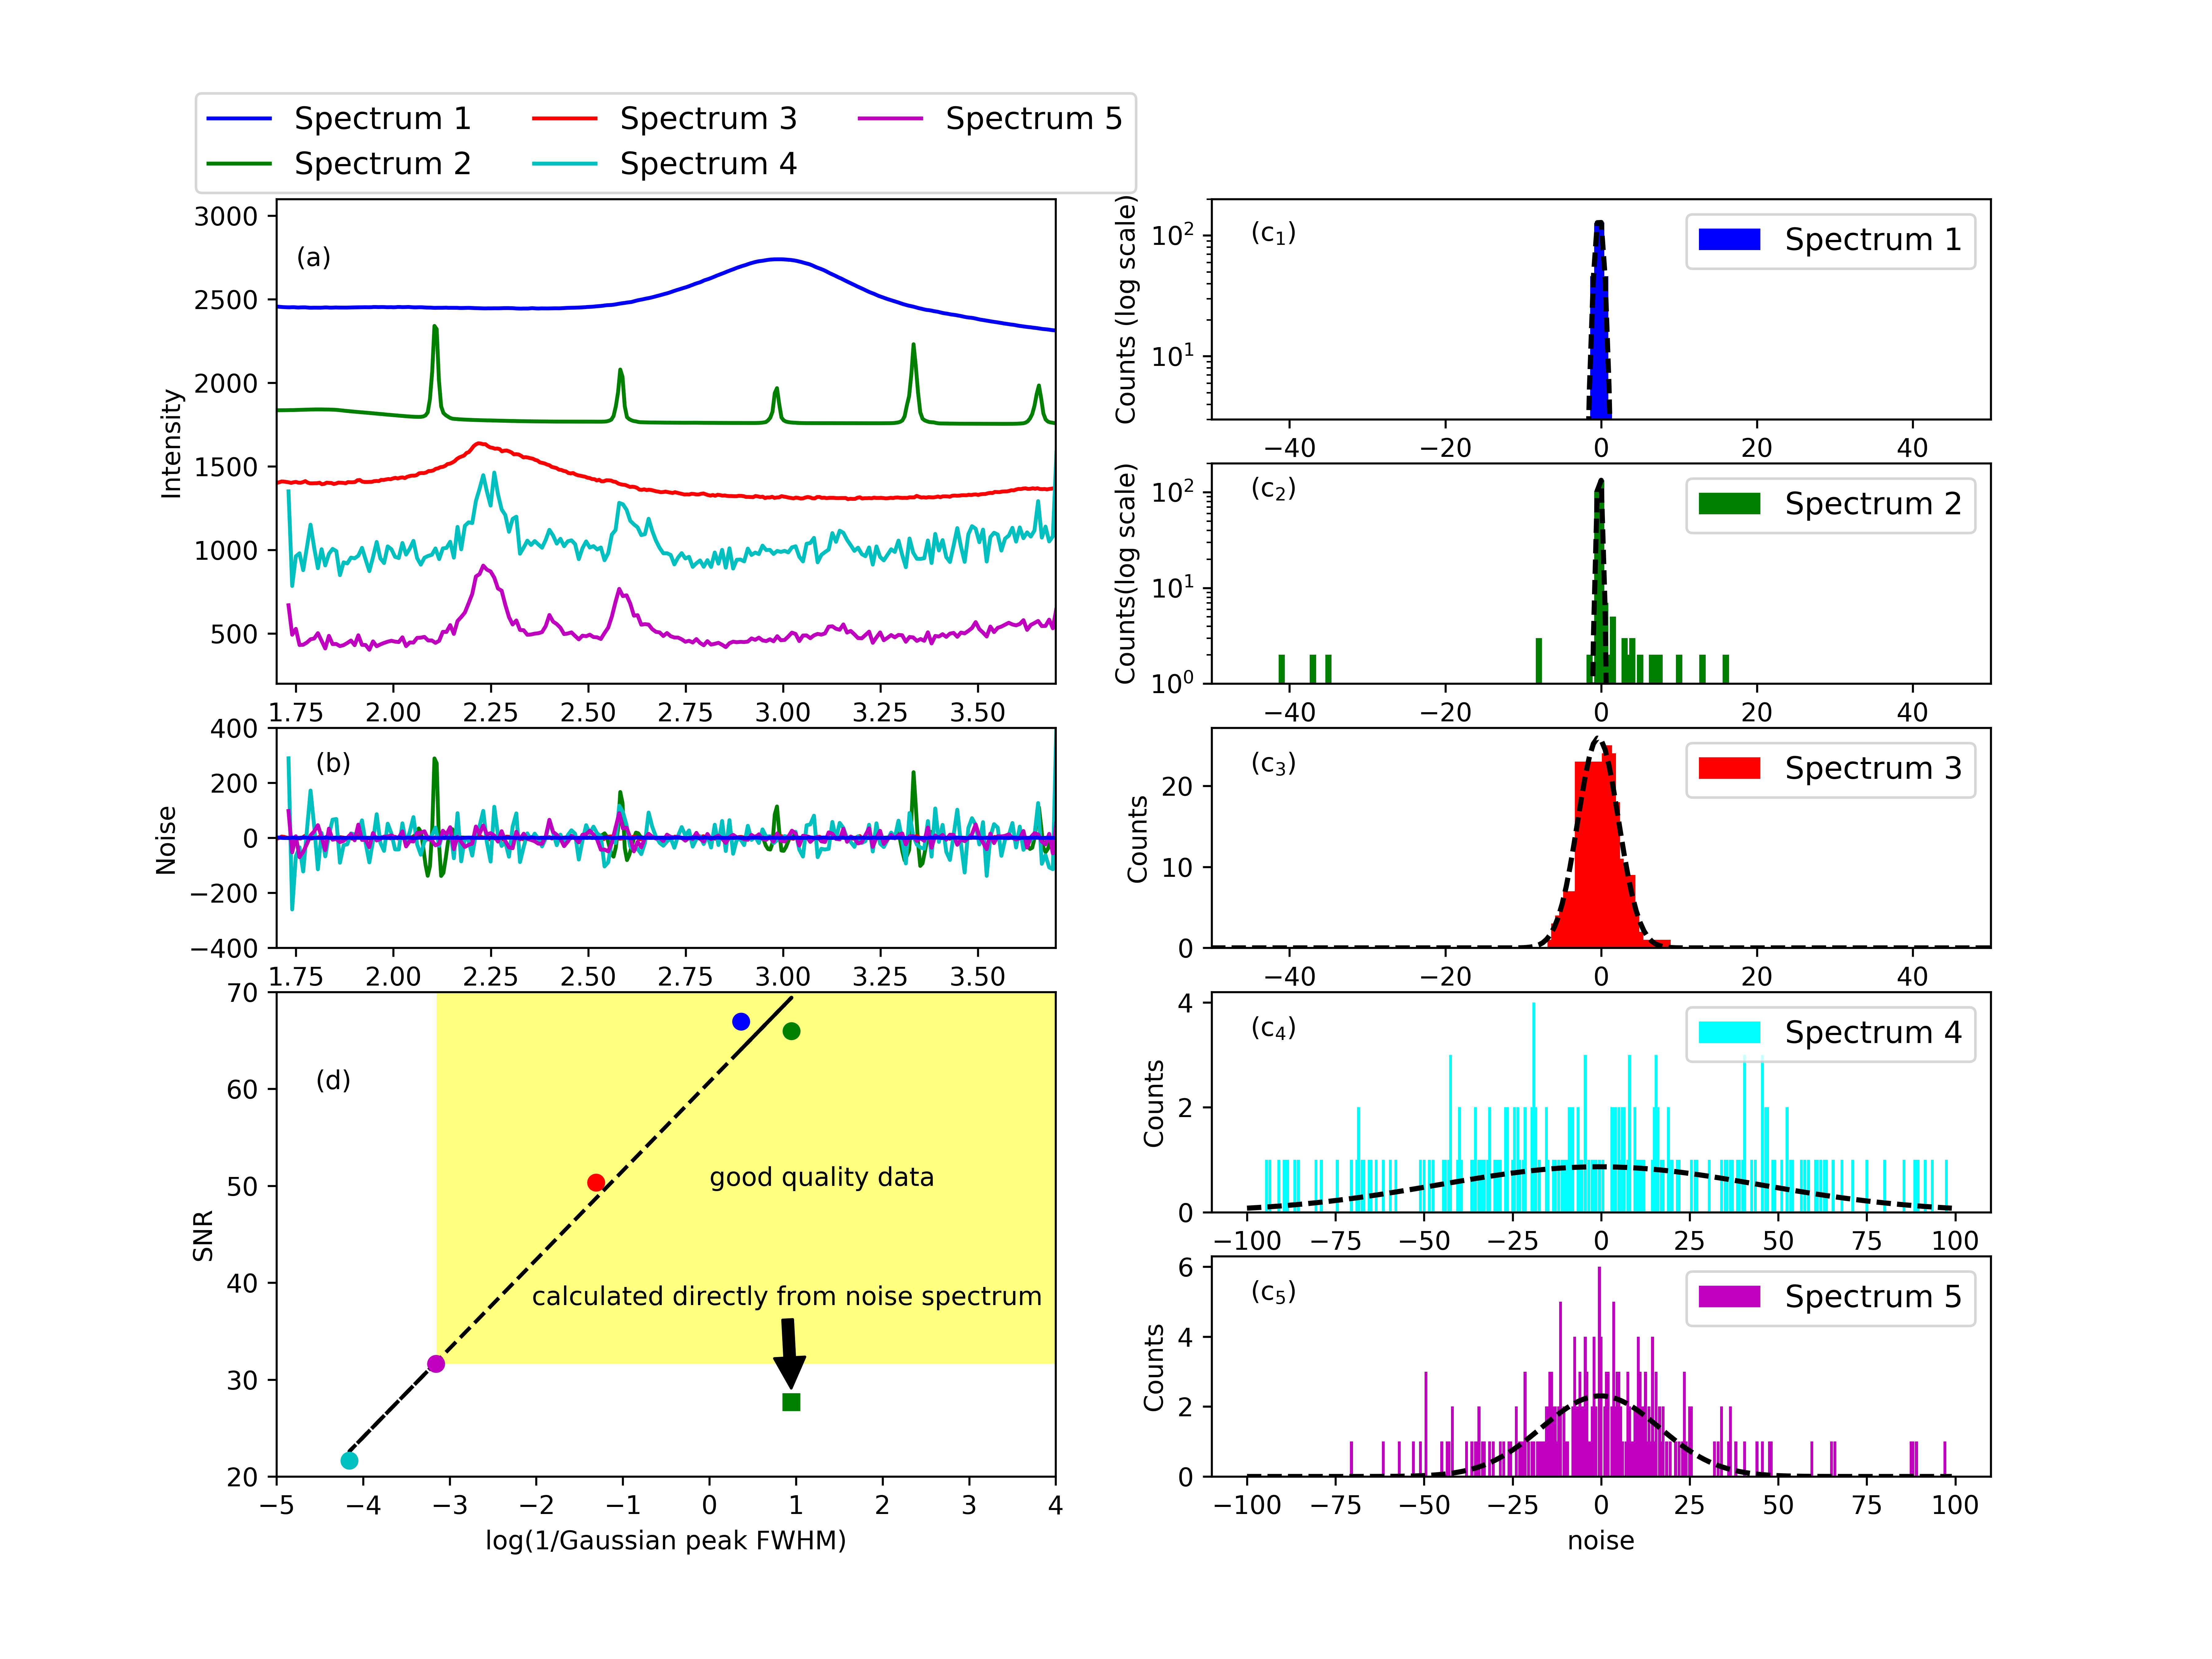 Spectrum 1
Spectrum 3
Spectrum 5
Spectrum 2
Spectrum 4
(a)
Intensity
3000
2500
2000
1500
1000
500
1.75 2.00 2.25 2.50 2.75 3.00 3.25 3.50
(b)
Noise
400
200
0
−200
−400
1.75 2.00 2.25 2.50 2.75 3.00 3.25 3.50
(d)
SNR
70
60
50
40
30
20
good quality data
calculated directly from noise spectrum
−5 −4 −3 −2 −1 0 1 2 3 4
log(1/Gaussian peak FWHM)
(c₁)
Spectrum 1
Counts (log scale)
10²
10¹
−40 −20 0 20 40
(c₂)
Spectrum 2
Counts(log scale)
10²
10¹
10⁰
−40 −20 0 20 40
(c₃)
Spectrum 3
Counts
20
10
0
−40 −20 0 20 40
(c₄)
Spectrum 4
Counts
4
2
0
−100 −75 −50 −25 0 25 50 75 100
(c₅)
Spectrum 5
Counts
6
4
2
0
−100 −75 −50 −25 0 25 50 75 100
noise